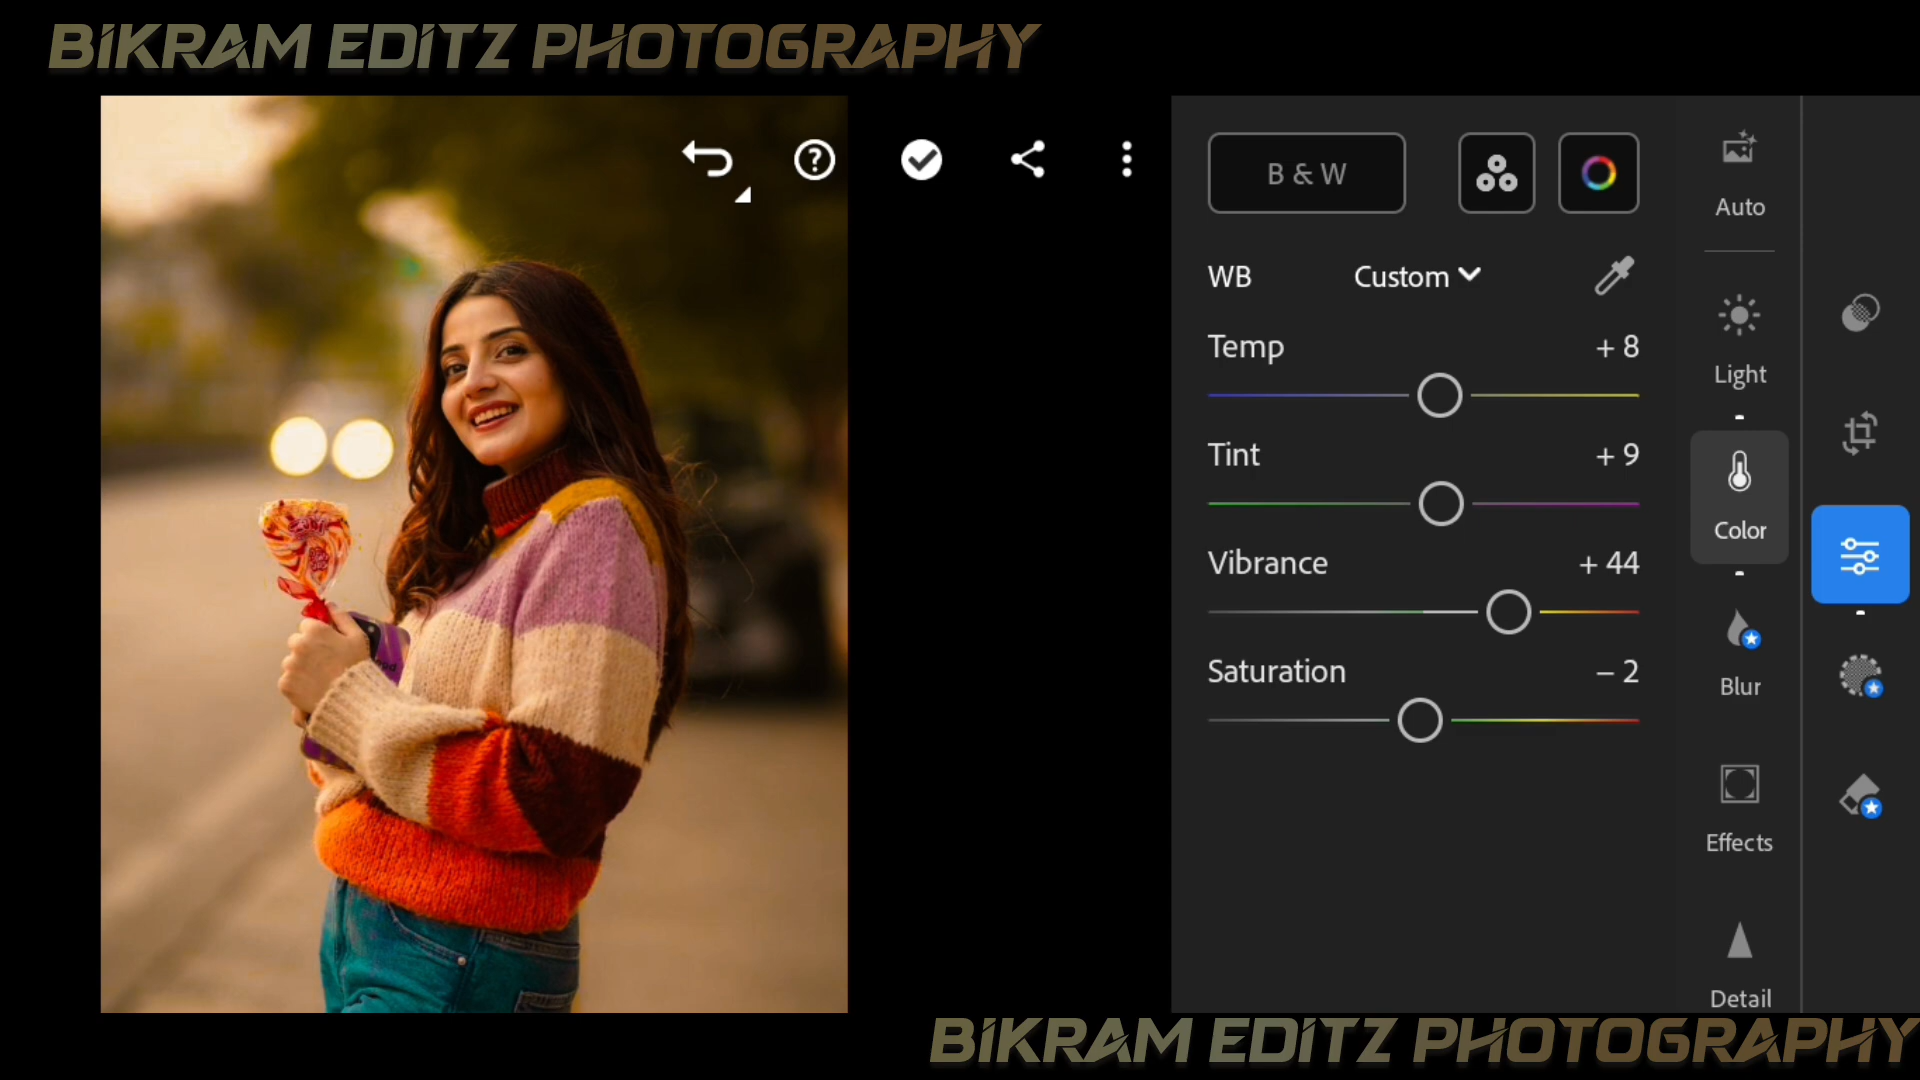 BIKRAM EDITZ PHOTOGRAPHY
B & W
Auto
WB Custom
Temp + 8
Light
Tint + 9
Color
Vibrance + 44
Saturation – 2
Blur
Effects
Detail
BIKRAM EDITZ PHOTOGRAPHY